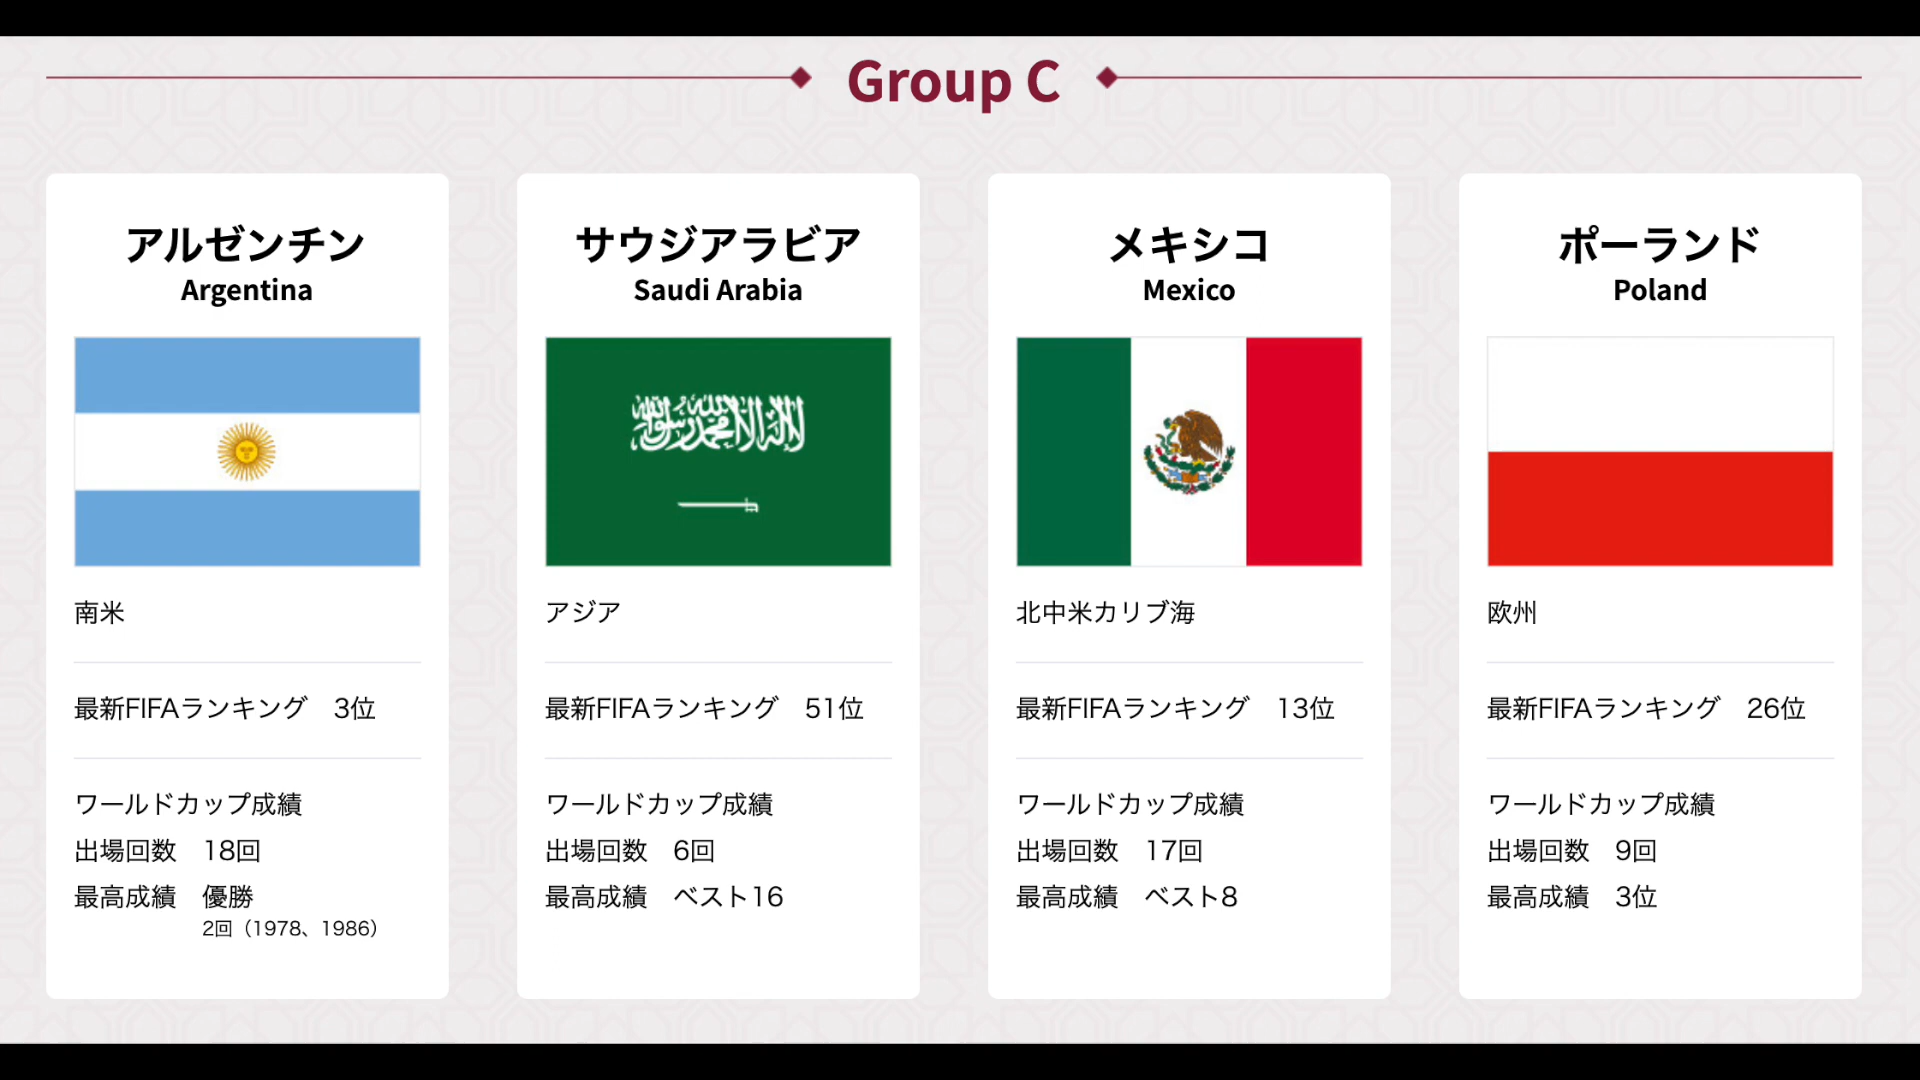 Group C
アルゼンチン
Argentina
南米
最新FIFAランキング　3位
ワールドカップ成績
出場回数　18回
最高成績　優勝
2回（1978、1986）
サウジアラビア
Saudi Arabia
لا إله إلا الله محمد رسول الله
アジア
最新FIFAランキング　51位
ワールドカップ成績
出場回数　6回
最高成績　ベスト16
メキシコ
Mexico
北中米カリブ海
最新FIFAランキング　13位
ワールドカップ成績
出場回数　17回
最高成績　ベスト8
ポーランド
Poland
欧州
最新FIFAランキング　26位
ワールドカップ成績
出場回数　9回
最高成績　3位